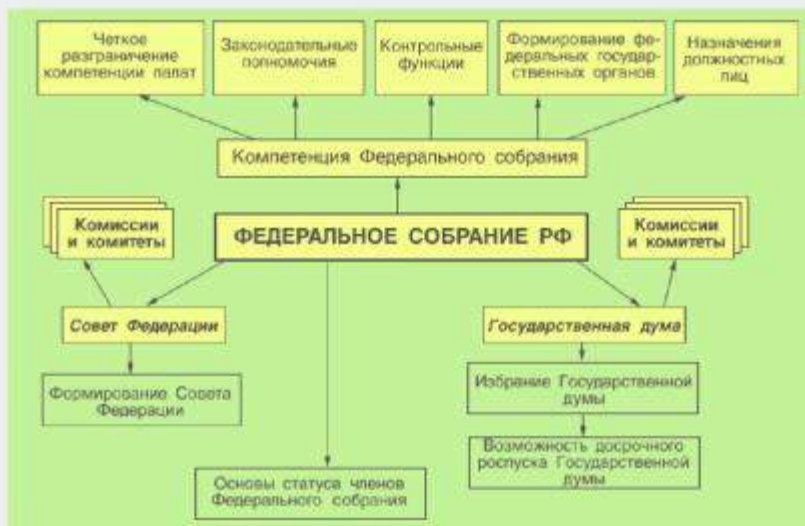 Четкое
разграничение
компетенции палат
Законодательные
полномочия
Контрольные
функции
Формирование фе-
деральных государ-
ственных органов
Назначения
должностных
лиц
Компетенция Федерального собрания
Комиссии
и комитеты
ФЕДЕРАЛЬНОЕ СОБРАНИЕ РФ
Комиссии
и комитеты
Совет Федерации
Государственная дума
Формирование Совета
Федерации
Избрание Государственной
думы
Возможность досрочного
роспуска Государственной
думы
Основы статуса членов
Федерального собрания